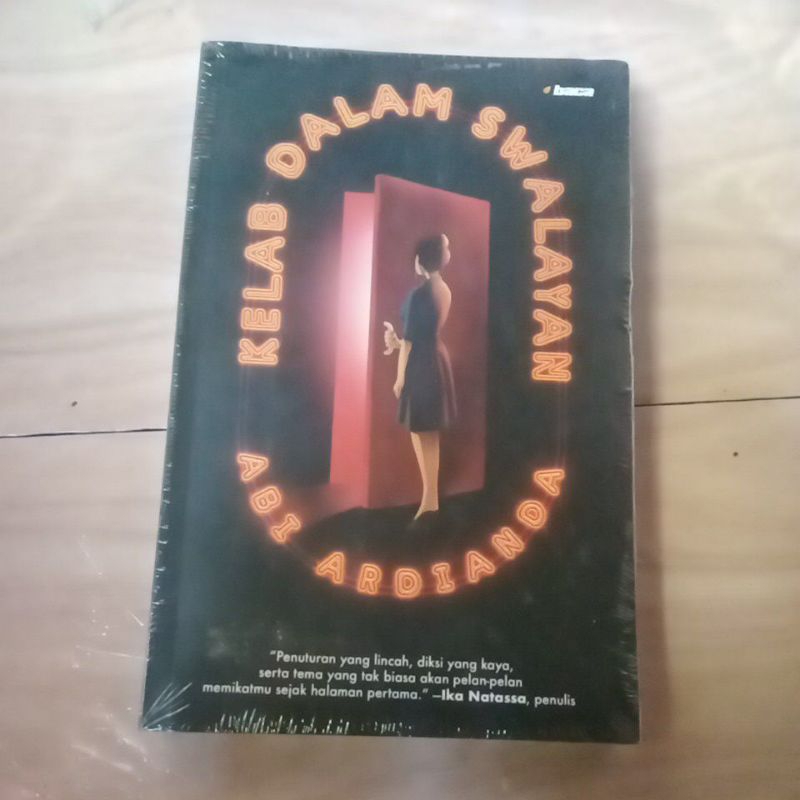 KELAB DALAM SWALAYAN
ABI ARDIANDA
"Penuturan yang lincah, diksi yang kaya,
serta tema yang tak biasa akan pelan-pelan
memikatmu sejak halaman pertama." —Ika Natassa, penulis